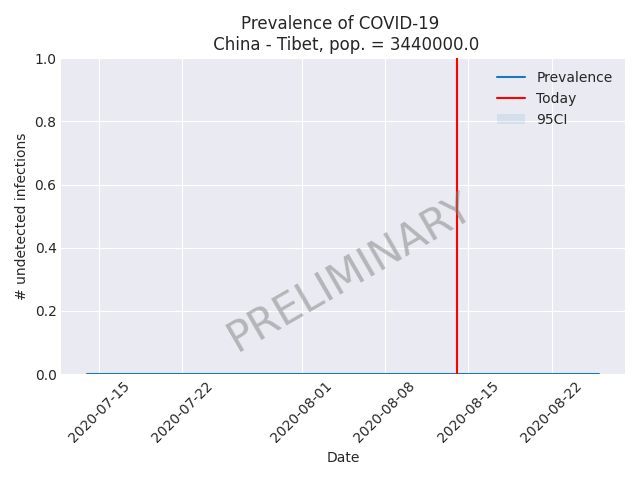 Prevalence of COVID-19
China - Tibet, pop. = 3440000.0
1.0
0.8
0.6
0.4
0.2
0.0
# undetected infections
Prevalence
Today
95CI
PRELIMINARY
2020-07-15
2020-07-22
2020-08-01
2020-08-08
2020-08-15
2020-08-22
Date